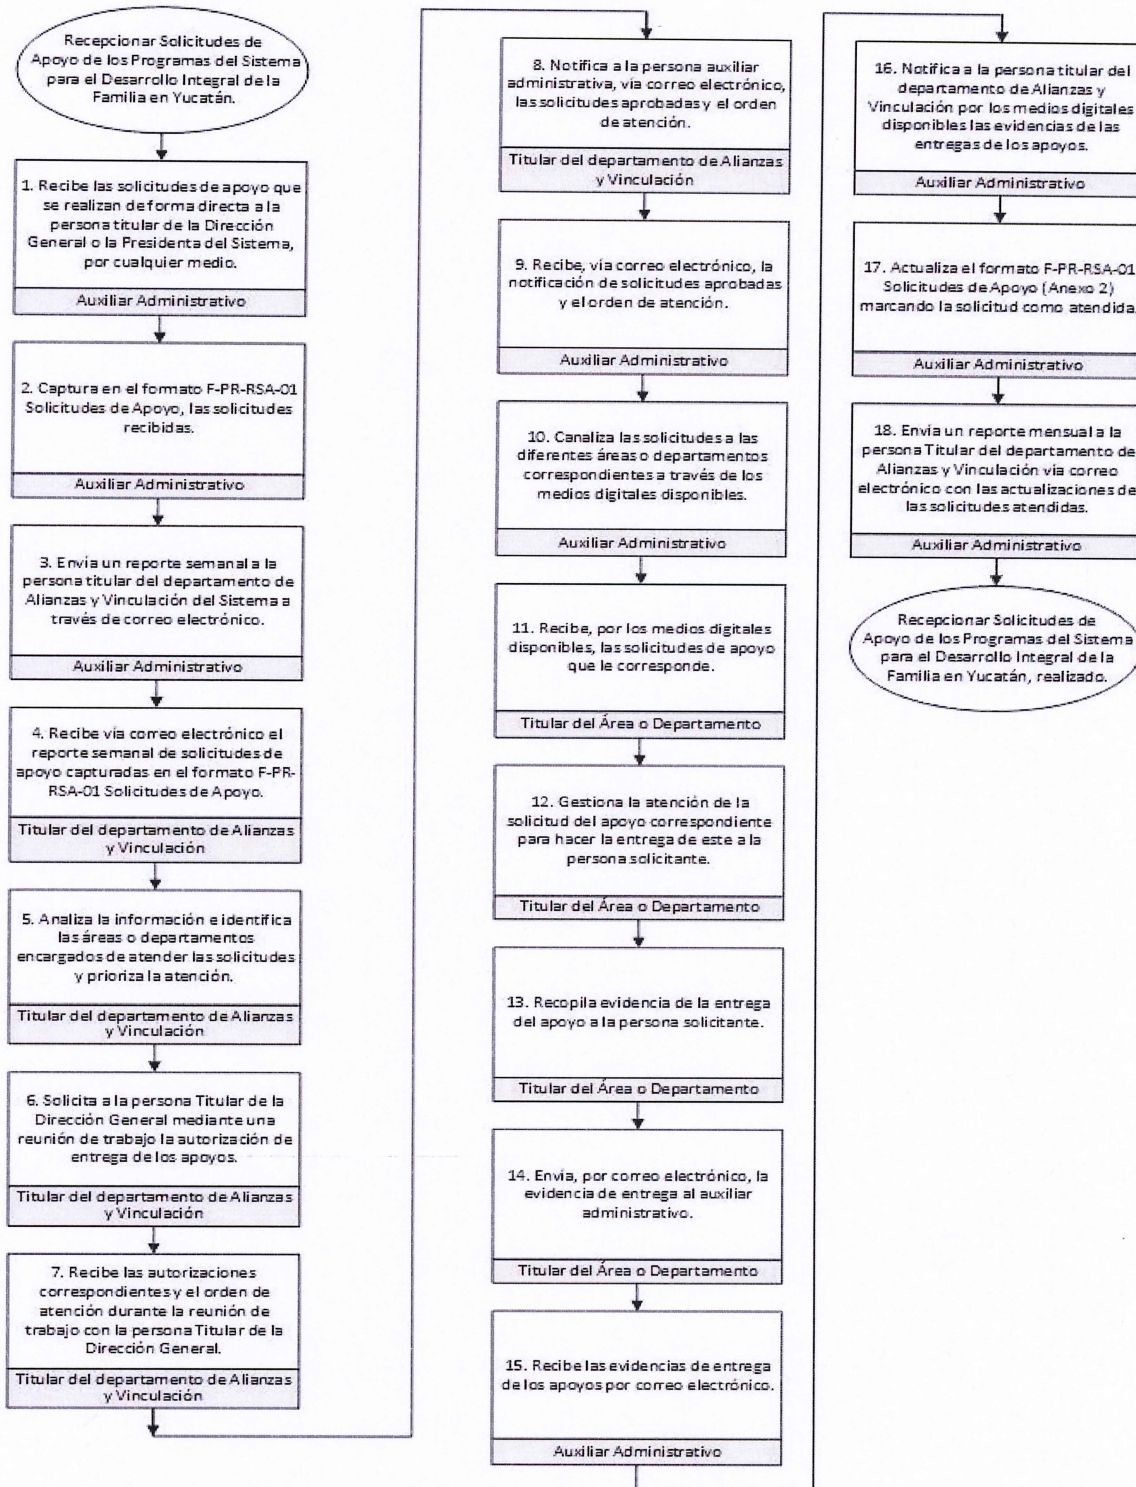 Recepcionar Solicitudes de
Apoyo de los Programas del Sistema
para el Desarrollo Integral de la
Familia en Yucatán.
1. Recibe las solicitudes de apoyo que
se realizan de forma directa a la
persona titular de la Dirección
General o la Presidenta del Sistema,
por cualquier medio.
Auxiliar Administrativo
2. Captura en el formato F-PR-RSA-01
Solicitudes de Apoyo, las solicitudes
recibidas.
Auxiliar Administrativo
3. Envía un reporte semanal a la
persona titular del departamento de
Alianzas y Vinculación del Sistema a
través de correo electrónico.
Auxiliar Administrativo
4. Recibe vía correo electrónico el
reporte semanal de solicitudes de
apoyo capturadas en el formato F-PR-
RSA-01 Solicitudes de Apoyo.
Titular del departamento de Alianzas
y Vinculación
5. Analiza la información e identifica
las áreas o departamentos
encargados de atender las solicitudes
y prioriza la atención.
Titular del departamento de Alianzas
y Vinculación
6. Solicita a la persona Titular de la
Dirección General mediante una
reunión de trabajo la autorización de
entrega de los apoyos.
Titular del departamento de Alianzas
y Vinculación
7. Recibe las autorizaciones
correspondientes y el orden de
atención durante la reunión de
trabajo con la persona Titular de la
Dirección General.
Titular del departamento de Alianzas
y Vinculación
8. Notifica a la persona auxiliar
administrativa, vía correo electrónico,
las solicitudes aprobadas y el orden
de atención.
Titular del departamento de Alianzas
y Vinculación
9. Recibe, vía correo electrónico, la
notificación de solicitudes aprobadas
y el orden de atención.
Auxiliar Administrativo
10. Canaliza las solicitudes a las
diferentes áreas o departamentos
correspondientes a través de los
medios digitales disponibles.
Auxiliar Administrativo
11. Recibe, por los medios digitales
disponibles, las solicitudes de apoyo
que le corresponde.
Titular del Área o Departamento
12. Gestiona la atención de la
solicitud del apoyo correspondiente
para hacer la entrega de este a la
persona solicitante.
Titular del Área o Departamento
13. Recopila evidencia de la entrega
del apoyo a la persona solicitante.
Titular del Área o Departamento
14. Envía, por correo electrónico, la
evidencia de entrega al auxiliar
administrativo.
Titular del Área o Departamento
15. Recibe las evidencias de entrega
de los apoyos por correo electrónico.
Auxiliar Administrativo
16. Notifica a la persona titular del
departamento de Alianzas y
Vinculación por los medios digitales
disponibles las evidencias de las
entregas de los apoyos.
Auxiliar Administrativo
17. Actualiza el formato F-PR-RSA-01
Solicitudes de Apoyo (Anexo 2)
marcando la solicitud como atendida.
Auxiliar Administrativo
18. Envía un reporte mensual a la
persona Titular del departamento de
Alianzas y Vinculación vía correo
electrónico con las actualizaciones de
las solicitudes atendidas.
Auxiliar Administrativo
Recepcionar Solicitudes de
Apoyo de los Programas del Sistema
para el Desarrollo Integral de la
Familia en Yucatán, realizado.